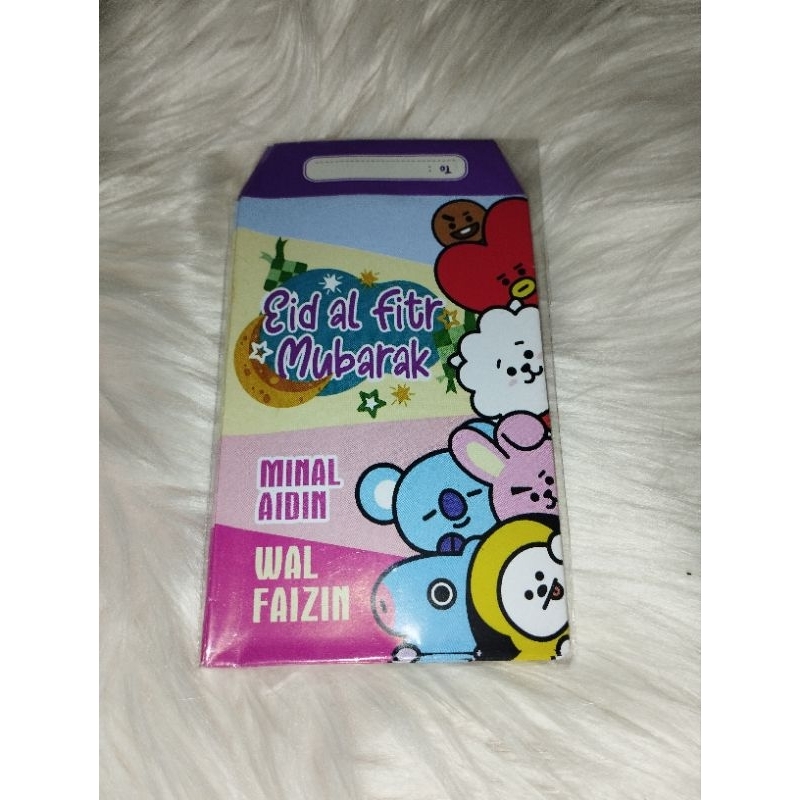 To :
Eid al fitr
Mubarak
MINAL
AIDIN
WAL
FAIZIN